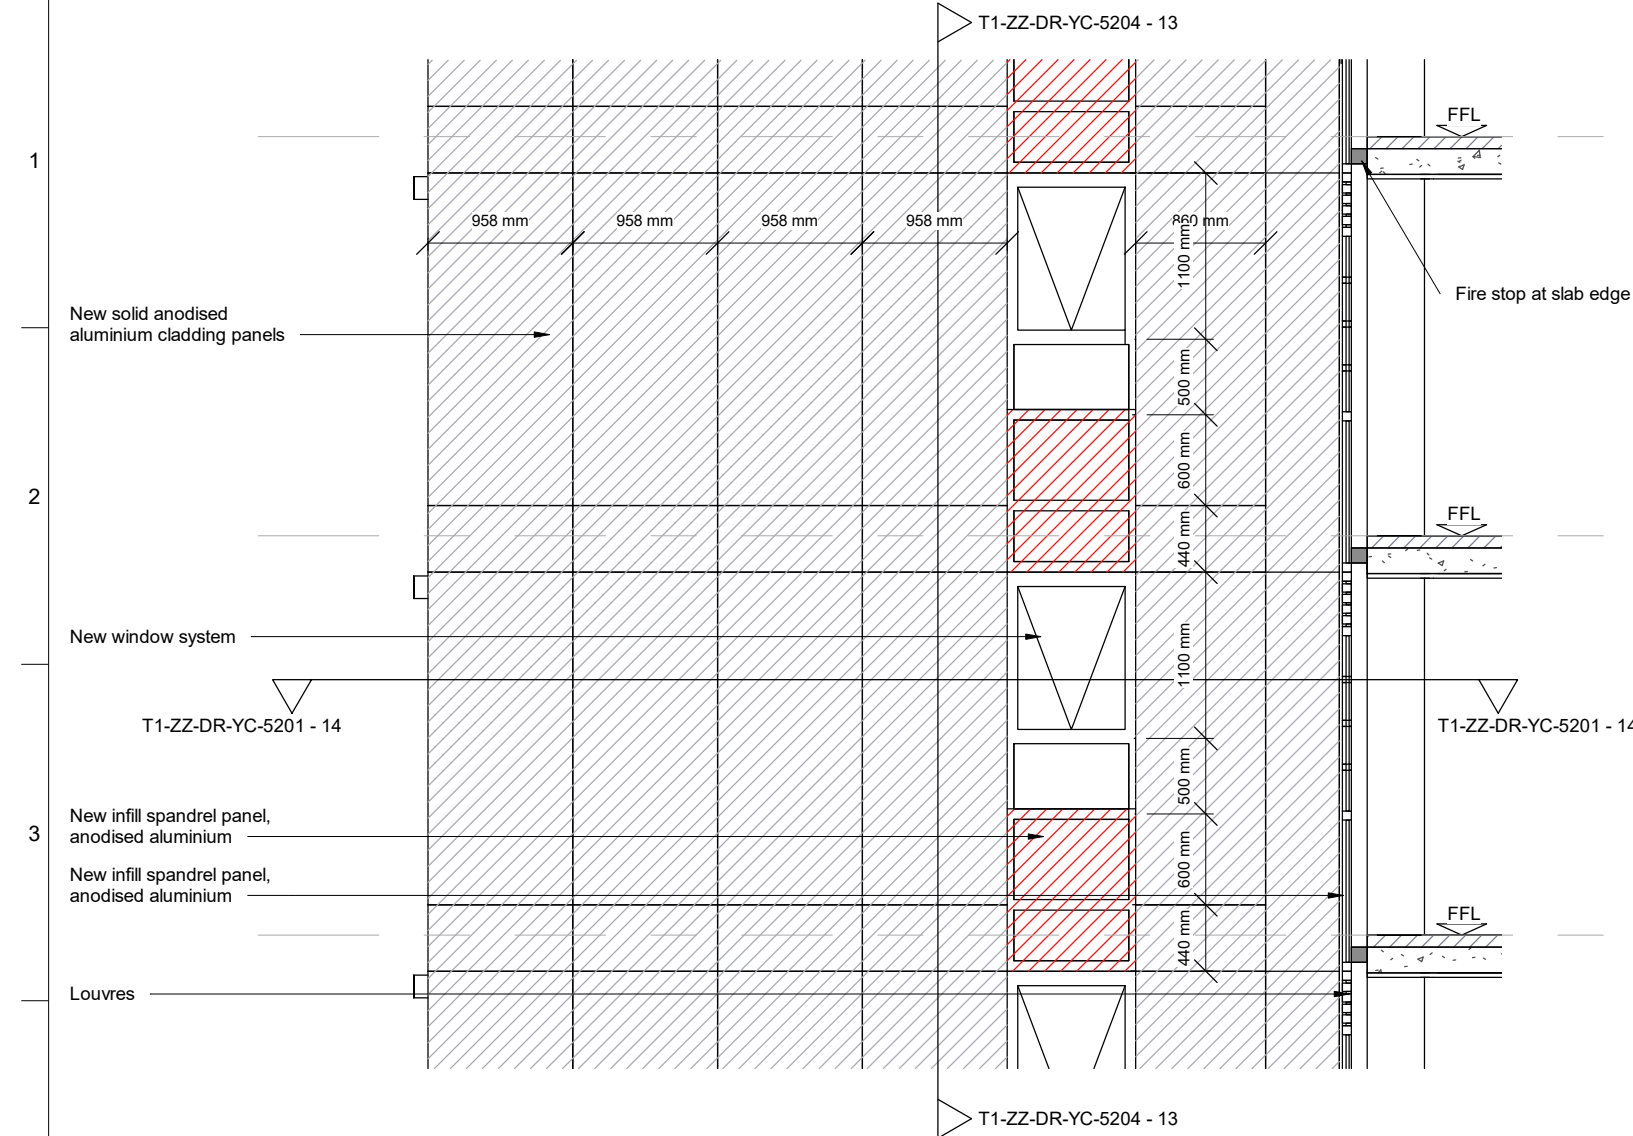 T1-ZZ-DR-YC-5204 - 13
FFL
1
958 mm
958 mm
958 mm
958 mm
860 mm
1100 mm
Fire stop at slab edge
New solid anodised
aluminium cladding panels
500 mm
600 mm
2
FFL
440 mm
New window system
1100 mm
T1-ZZ-DR-YC-5201 - 14
T1-ZZ-DR-YC-5201 - 14
500 mm
New infill spandrel panel,
anodised aluminium
3
600 mm
New infill spandrel panel,
anodised aluminium
FFL
440 mm
Louvres
T1-ZZ-DR-YC-5204 - 13